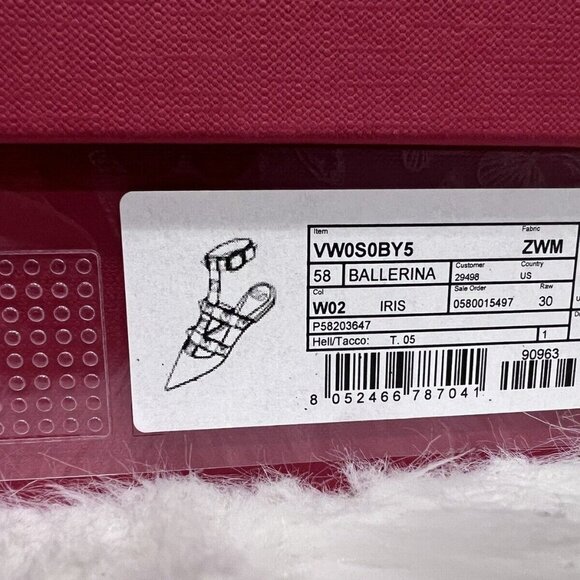 Item Fabric
VW0S0BY5 ZWM
58 BALLERINA Customer 29498 Country US
Col W02 IRIS Sale Order 0580015497 Raw 30
P58203647
Hell/Tacco: T. 05 1
90963
8 052466 787041